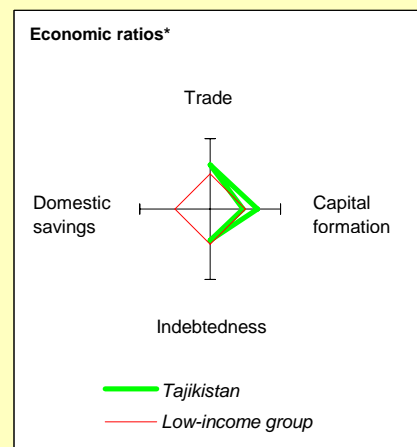 Economic ratios*
Trade
Domestic
savings
Capital
formation
Indebtedness
Tajikistan
Low-income group